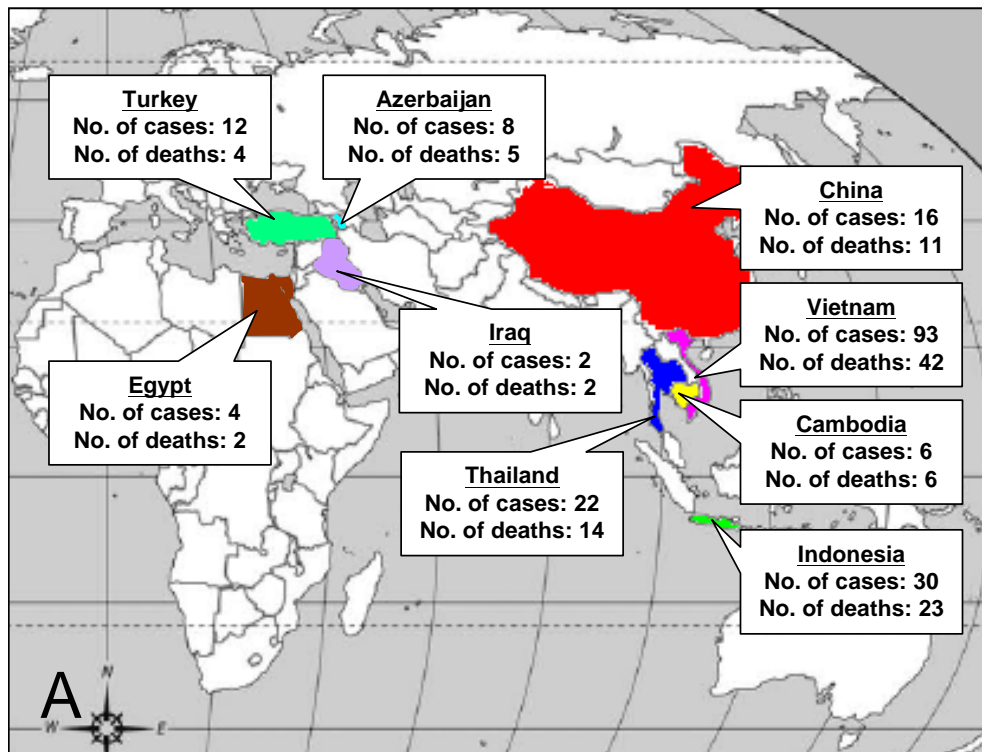 Turkey
No. of cases: 12
No. of deaths: 4
Azerbaijan
No. of cases: 8
No. of deaths: 5
China
No. of cases: 16
No. of deaths: 11
Iraq
No. of cases: 2
No. of deaths: 2
Vietnam
No. of cases: 93
No. of deaths: 42
Egypt
No. of cases: 4
No. of deaths: 2
Cambodia
No. of cases: 6
No. of deaths: 6
Thailand
No. of cases: 22
No. of deaths: 14
Indonesia
No. of cases: 30
No. of deaths: 23
A
N
W
E